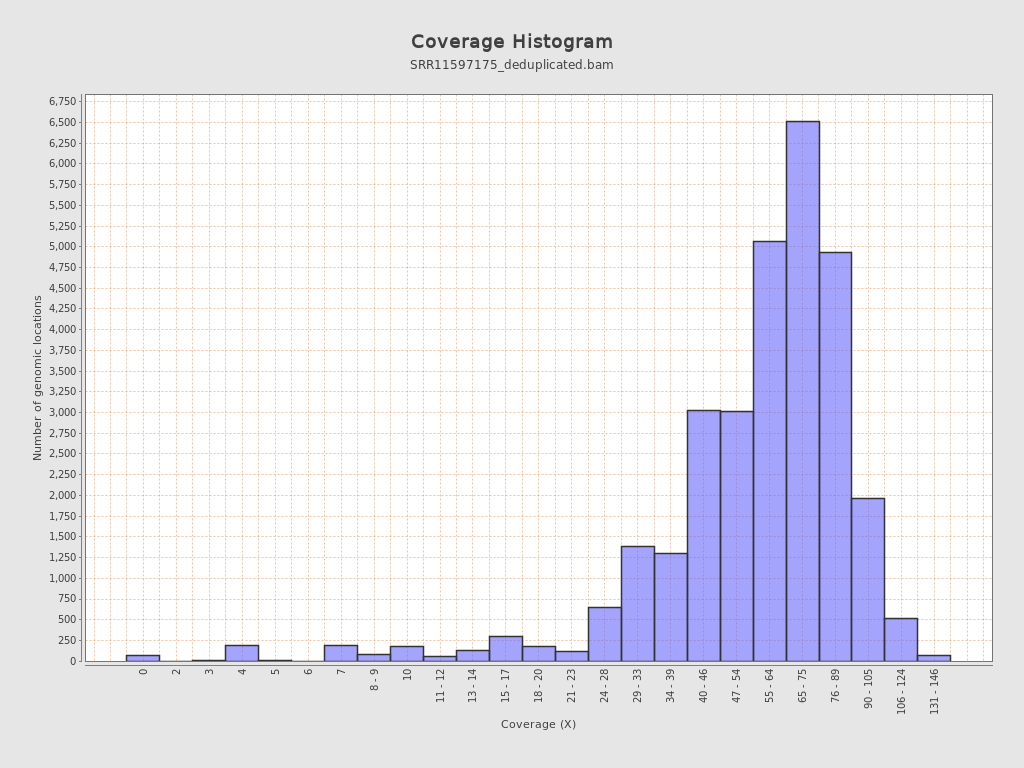 Coverage Histogram
SRR11597175_deduplicated.bam
Number of genomic locations
6,750
6,500
6,250
6,000
5,750
5,500
5,250
5,000
4,750
4,500
4,250
4,000
3,750
3,500
3,250
3,000
2,750
2,500
2,250
2,000
1,750
1,500
1,250
1,000
750
500
250
0
0
2
3
4
5
6
7
8 - 9
10
11 - 12
13 - 14
15 - 17
18 - 20
21 - 23
24 - 28
29 - 33
34 - 39
40 - 46
47 - 54
55 - 64
65 - 75
76 - 89
90 - 105
106 - 124
131 - 146
Coverage (X)